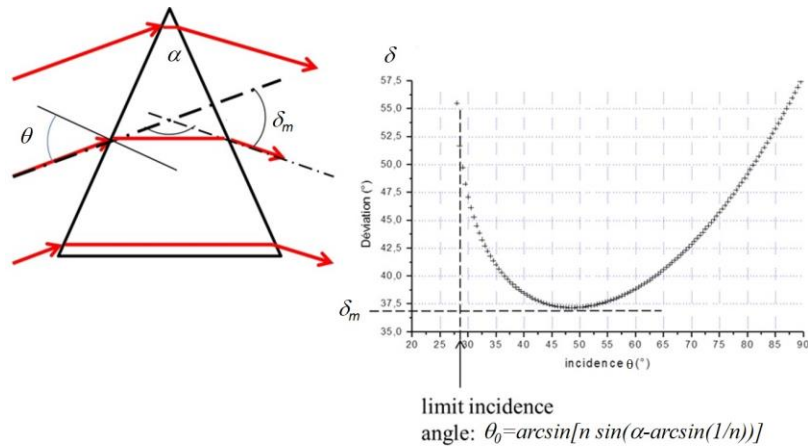 α
θ
δm
δ
57,5
55,0
52,5
50,0
47,5
45,0
42,5
40,0
37,5
35,0
Déviation (°)
δm
20 25 30 35 40 45 50 55 60 65 70 75 80 85 90
incidence θ(°)
limit incidence
angle: θ0=arcsin[n sin(α-arcsin(1/n))]